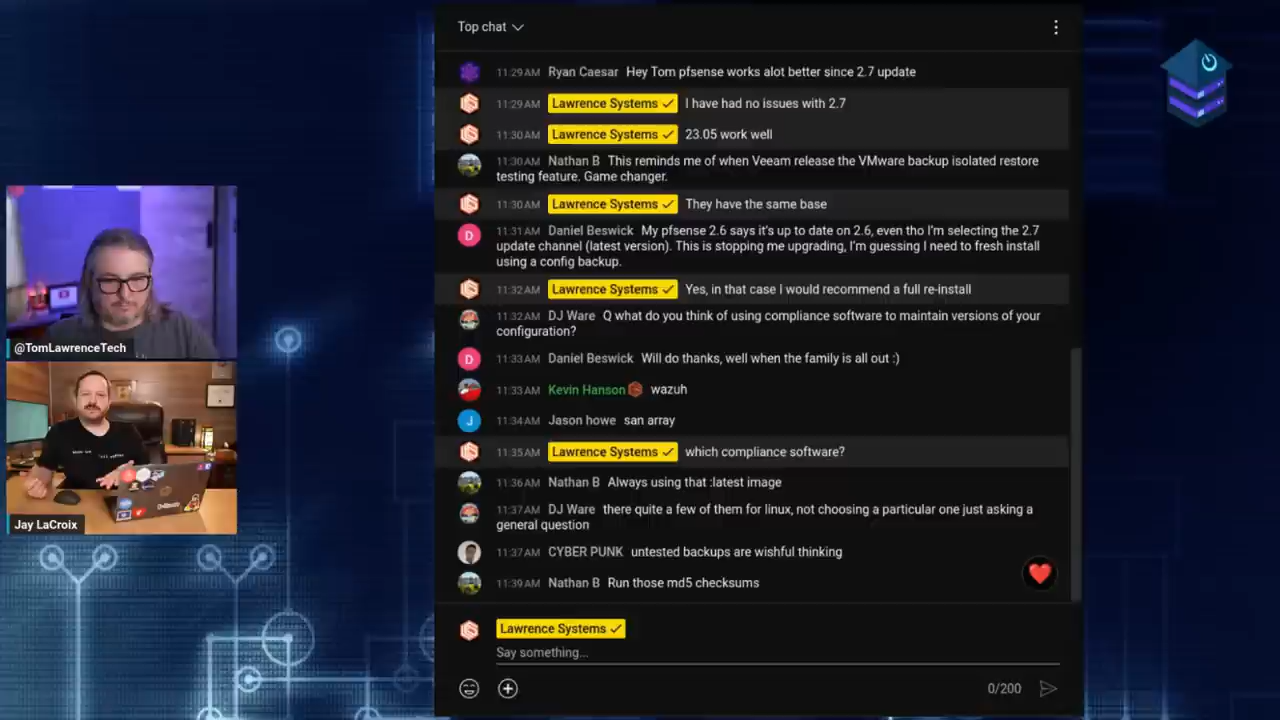 Top chat
11:29 AM Ryan Caesar Hey Tom pfsense works alot better since 2.7 update
11:29 AM Lawrence Systems I have had no issues with 2.7
11:30 AM Lawrence Systems 23.05 work well
11:30 AM Nathan B This reminds me of when Veeam release the VMware backup isolated restore
testing feature. Game changer.
11:30 AM Lawrence Systems They have the same base
D 11:31 AM Daniel Beswick My pfsense 2.6 says it's up to date on 2.6, even tho I'm selecting the 2.7
update channel (latest version). This is stopping me upgrading, I'm guessing I need to fresh install
using a config backup.
11:32 AM Lawrence Systems Yes, in that case I would recommend a full re-install
11:32 AM DJ Ware Q what do you think of using compliance software to maintain versions of your
configuration?
D 11:33 AM Daniel Beswick Will do thanks, well when the family is all out :)
11:33 AM Kevin Hanson wazuh
J 11:34 AM Jason howe san array
11:35 AM Lawrence Systems which compliance software?
11:36 AM Nathan B Always using that :latest image
11:37 AM DJ Ware there quite a few of them for linux, not choosing a particular one just asking a
general question
11:37 AM CYBER PUNK untested backups are wishful thinking
11:39 AM Nathan B Run those md5 checksums
Lawrence Systems
Say something...
0/200
@TomLawrenceTech
Jay LaCroix